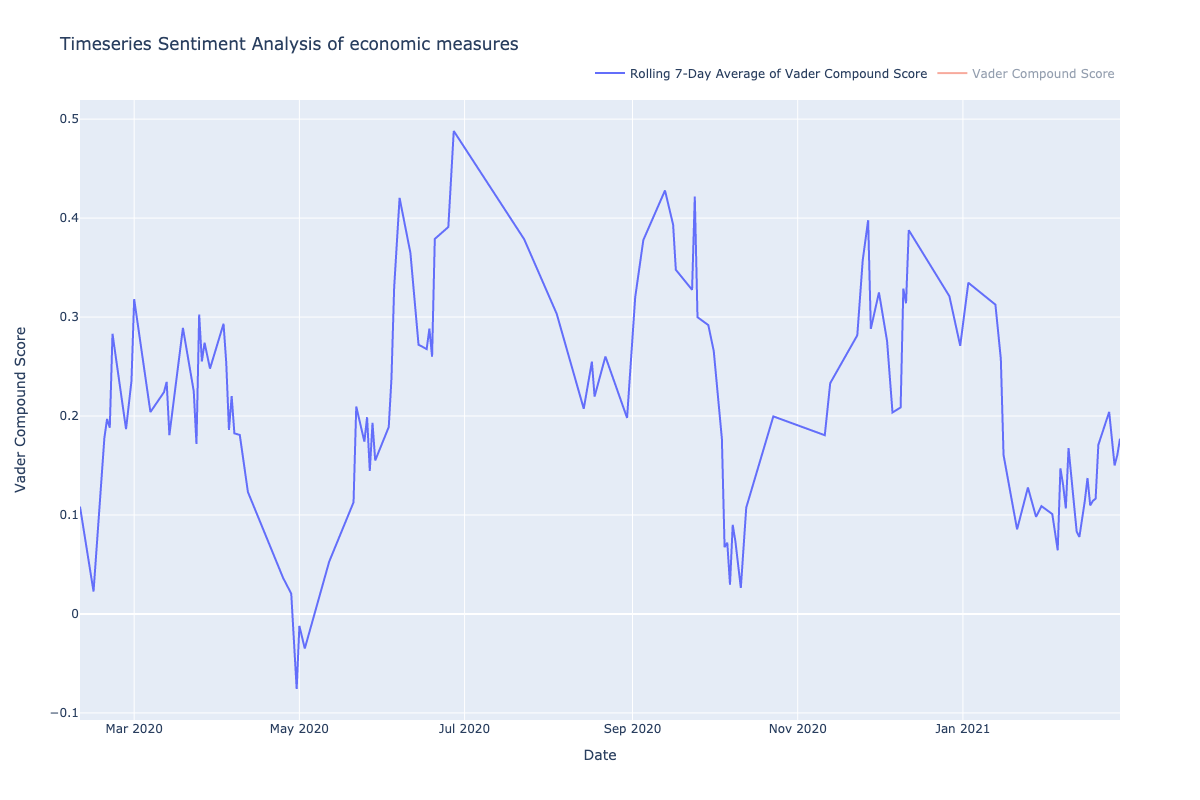 Timeseries Sentiment Analysis of economic measures
Rolling 7-Day Average of Vader Compound Score
Vader Compound Score
0.5
0.4
0.3
0.2
0.1
0
−0.1
Vader Compound Score
Mar 2020
May 2020
Jul 2020
Sep 2020
Nov 2020
Jan 2021
Date